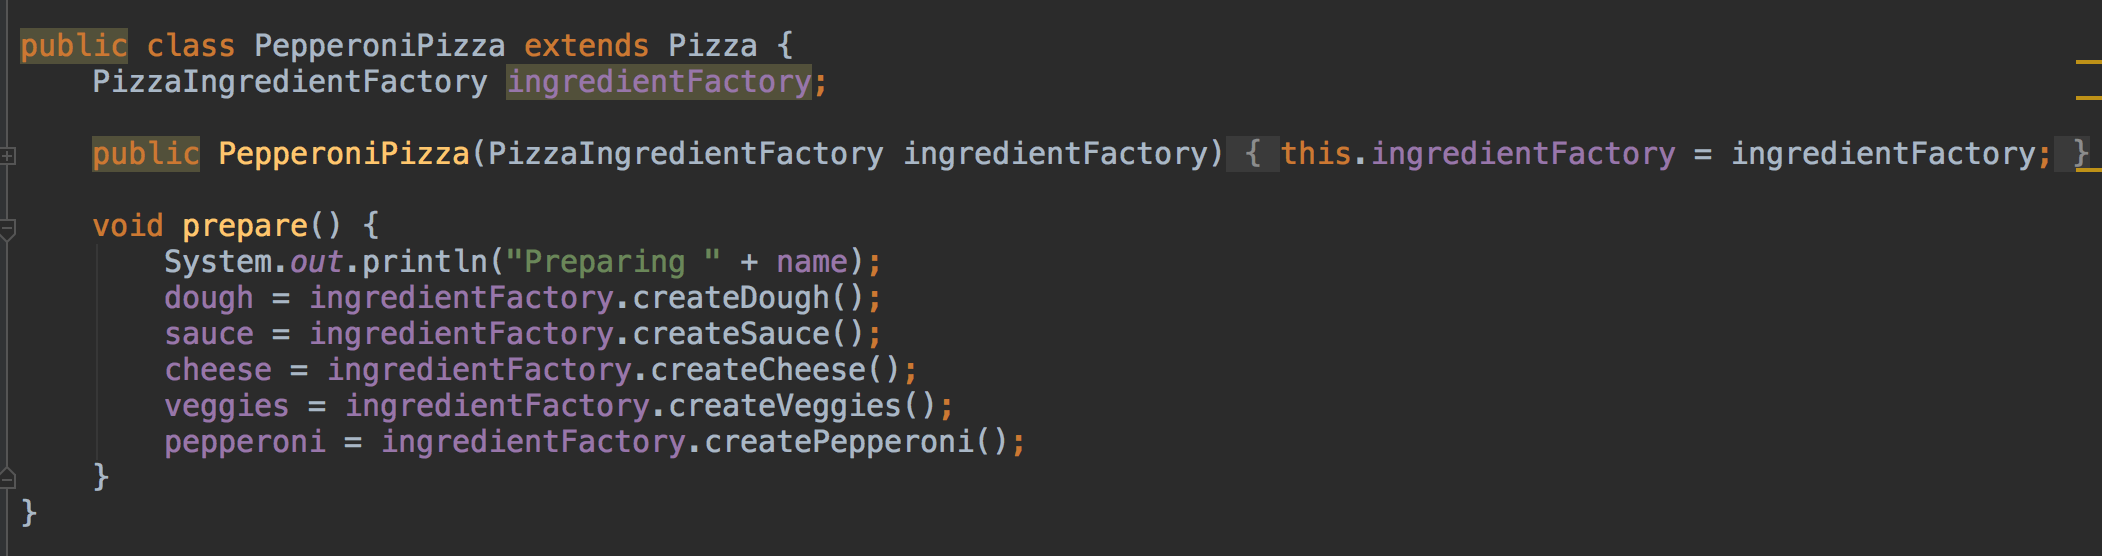 public class PepperoniPizza extends Pizza {
    PizzaIngredientFactory ingredientFactory;
    public PepperoniPizza(PizzaIngredientFactory ingredientFactory) { this.ingredientFactory = ingredientFactory; }
    void prepare() {
        System.out.println("Preparing " + name);
        dough = ingredientFactory.createDough();
        sauce = ingredientFactory.createSauce();
        cheese = ingredientFactory.createCheese();
        veggies = ingredientFactory.createVeggies();
        pepperoni = ingredientFactory.createPepperoni();
    }
}